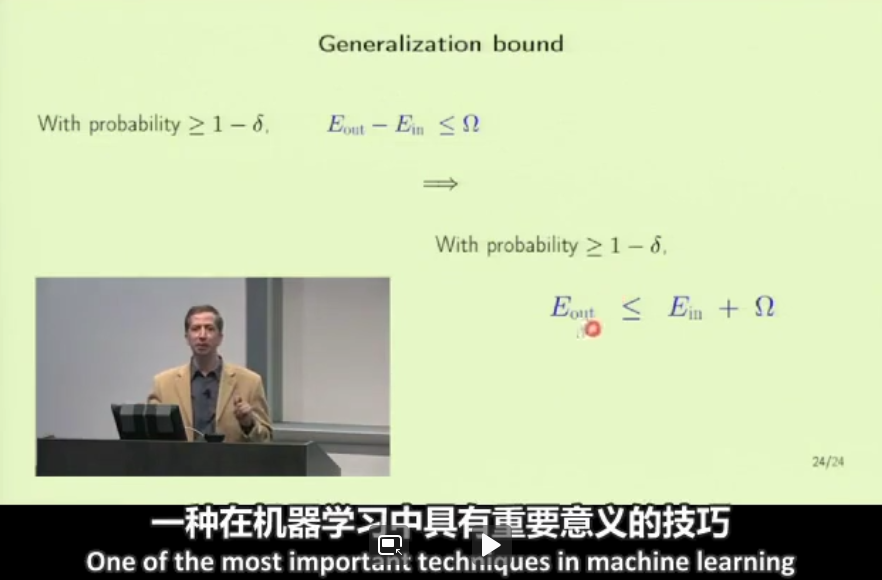 Generalization bound
With probability ≥ 1 − δ, E_out − E_in ≤ Ω
⟹
With probability ≥ 1 − δ,
E_out ≤ E_in + Ω
24/24
一种在机器学习中具有重要意义的技巧
One of the most important techniques in machine learning